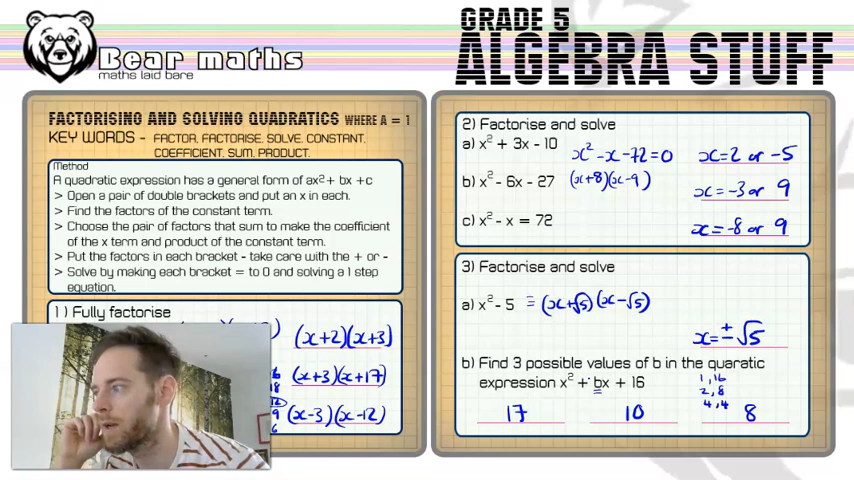 Bear maths
maths laid bare
GRADE 5
ALGEBRA STUFF
FACTORISING AND SOLVING QUADRATICS WHERE A = 1
KEY WORDS - FACTOR. FACTORISE. SOLVE. CONSTANT.
COEFFICIENT. SUM. PRODUCT.
Method
A quadratic expression has a general form of ax² + bx +c
> Open a pair of double brackets and put an x in each.
> Find the factors of the constant term.
> Choose the pair of factors that sum to make the coefficient
of the x term and product of the constant term.
> Put the factors in each bracket - take care with the + or -
> Solve by making each bracket = to 0 and solving a 1 step
equation.
1) Fully factorise
(x+2)(x+3)
(x+3)(x+17)
(x-3)(x-12)
2) Factorise and solve
a) x² + 3x - 10
x² -x -72=0
x=2 or -5
b) x² - 6x - 27
(x+8)(x-9)
x=-3 or 9
c) x² - x = 72
x=-8 or 9
3) Factorise and solve
a) x² - 5 ≡ (x+√5)(x-√5)
x=±√5
b) Find 3 possible values of b in the quaratic
expression x² + bx + 16
1,16
2,8
4,4
17 10 8